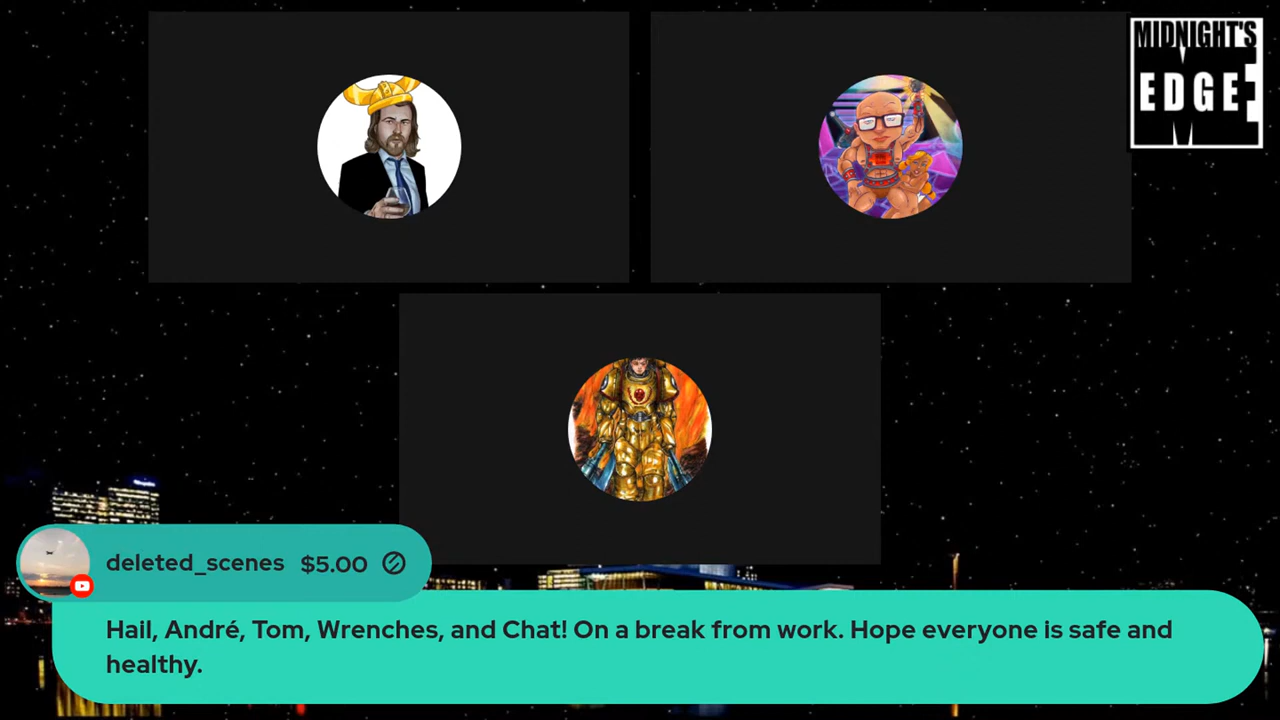 MIDNIGHT'S
EDGE
deleted_scenes $5.00
Hail, André, Tom, Wrenches, and Chat! On a break from work. Hope everyone is safe and
healthy.